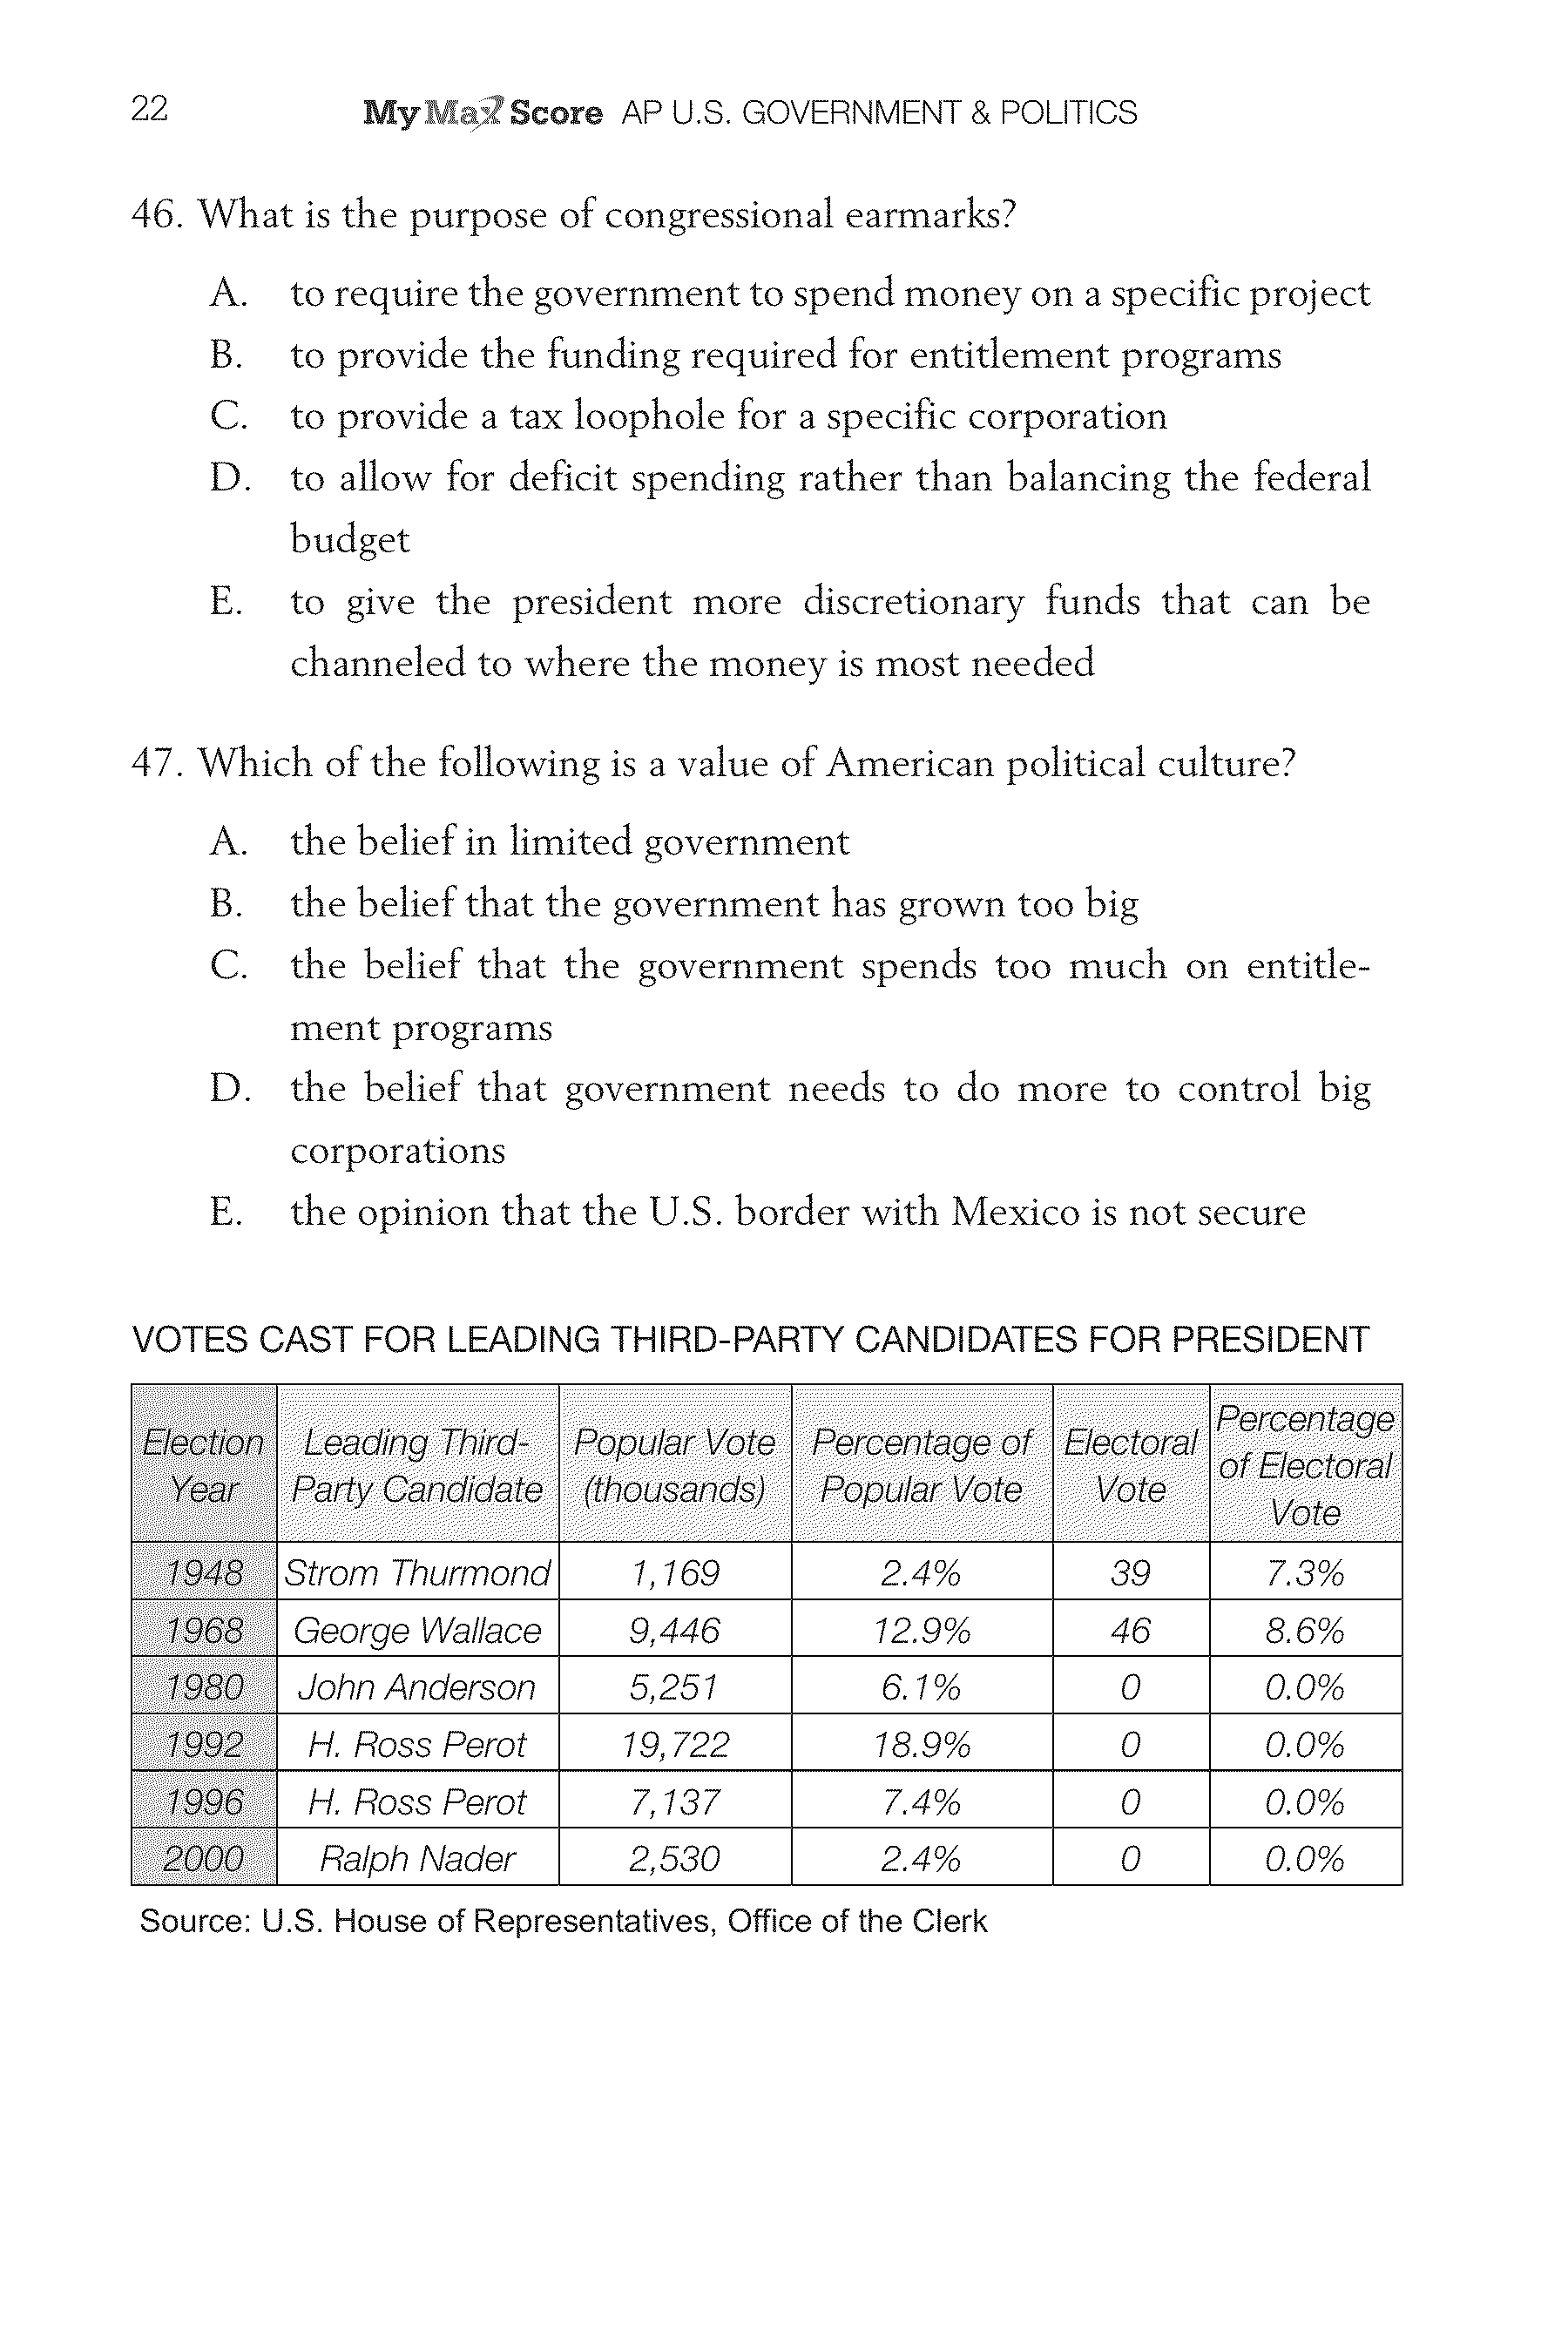 22 MyMaxScore AP U.S. GOVERNMENT & POLITICS
46. What is the purpose of congressional earmarks?
A. to require the government to spend money on a specific project
B. to provide the funding required for entitlement programs
C. to provide a tax loophole for a specific corporation
D. to allow for deficit spending rather than balancing the federal
budget
E. to give the president more discretionary funds that can be
channeled to where the money is most needed
47. Which of the following is a value of American political culture?
A. the belief in limited government
B. the belief that the government has grown too big
C. the belief that the government spends too much on entitle-
ment programs
D. the belief that government needs to do more to control big
corporations
E. the opinion that the U.S. border with Mexico is not secure
VOTES CAST FOR LEADING THIRD-PARTY CANDIDATES FOR PRESIDENT
Election Year Leading Third-Party Candidate Popular Vote (thousands) Percentage of Popular Vote Electoral Vote Percentage of Electoral Vote
1948 Strom Thurmond 1,169 2.4% 39 7.3%
1968 George Wallace 9,446 12.9% 46 8.6%
1980 John Anderson 5,251 6.1% 0 0.0%
1992 H. Ross Perot 19,722 18.9% 0 0.0%
1996 H. Ross Perot 7,137 7.4% 0 0.0%
2000 Ralph Nader 2,530 2.4% 0 0.0%
Source: U.S. House of Representatives, Office of the Clerk